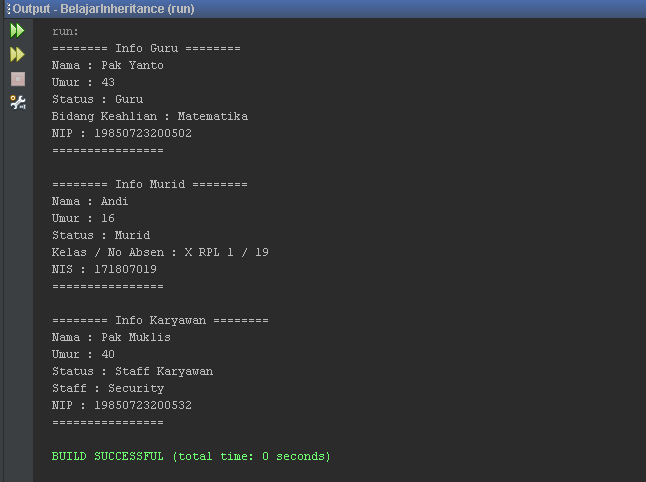 Output - BelajarInheritance (run)
run:
======== Info Guru ========
Nama : Pak Yanto
Umur : 43
Status : Guru
Bidang Keahlian : Matematika
NIP : 19850723200502
================
======== Info Murid ========
Nama : Andi
Umur : 16
Status : Murid
Kelas / No Absen : X RPL 1 / 19
NIS : 171807019
================
======== Info Karyawan ========
Nama : Pak Muklis
Umur : 40
Status : Staff Karyawan
Staff : Security
NIP : 19850723200532
================
BUILD SUCCESSFUL (total time: 0 seconds)